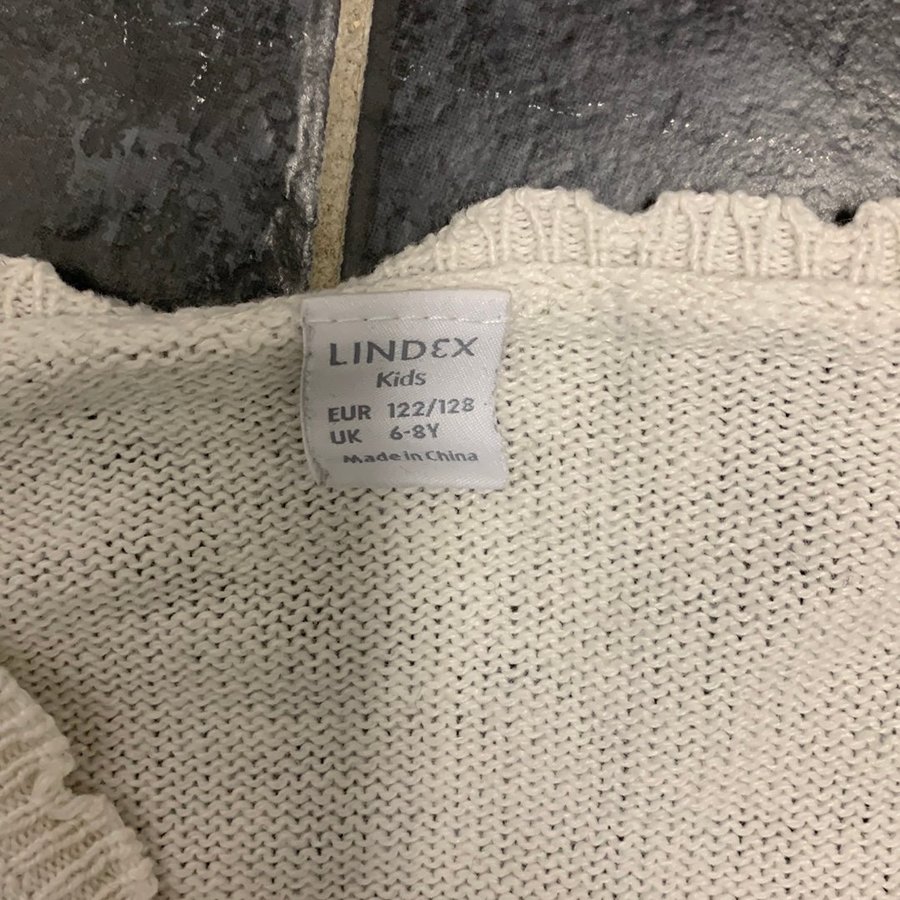 LINDEX
Kids
EUR 122/128
UK 6-8Y
Made in China